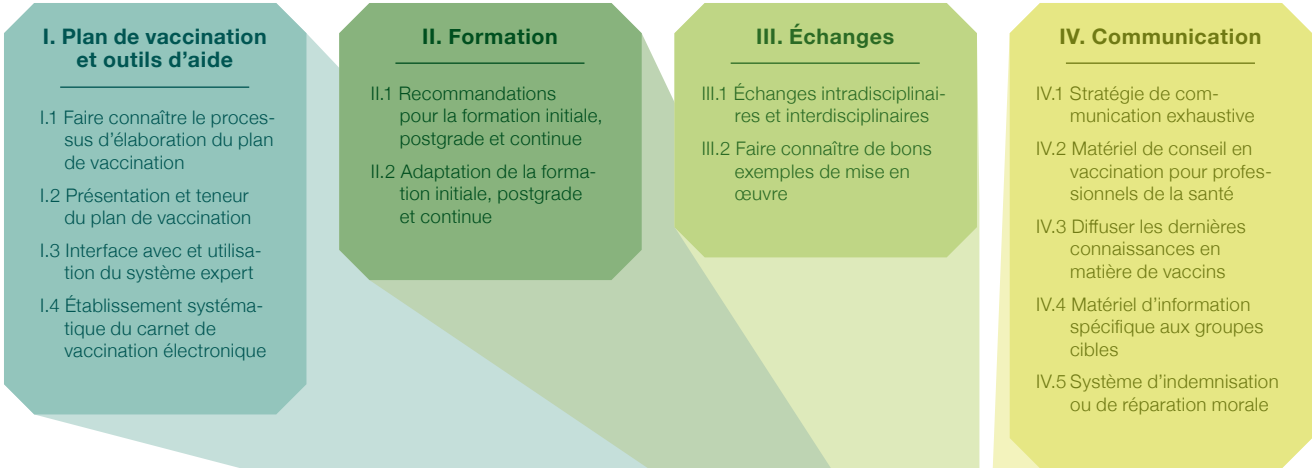 I. Plan de vaccination
et outils d’aide
I.1 Faire connaître le proces-
sus d’élaboration du plan
de vaccination
I.2 Présentation et teneur
du plan de vaccination
I.3 Interface avec et utilisa-
tion du système expert
I.4 Établissement systéma-
tique du carnet de
vaccination électronique
II. Formation
II.1 Recommandations
pour la formation initiale,
postgrade et continue
II.2 Adaptation de la forma-
tion initiale, postgrade
et continue
III. Échanges
III.1 Échanges intradisciplinai-
res et interdisciplinaires
III.2 Faire connaître de bons
exemples de mise en
œuvre
IV. Communication
IV.1 Stratégie de com-
munication exhaustive
IV.2 Matériel de conseil en
vaccination pour profes-
sionnels de la santé
IV.3 Diffuser les dernières
connaissances en
matière de vaccins
IV.4 Matériel d’information
spécifique aux groupes
cibles
IV.5 Système d’indemnisation
ou de réparation morale